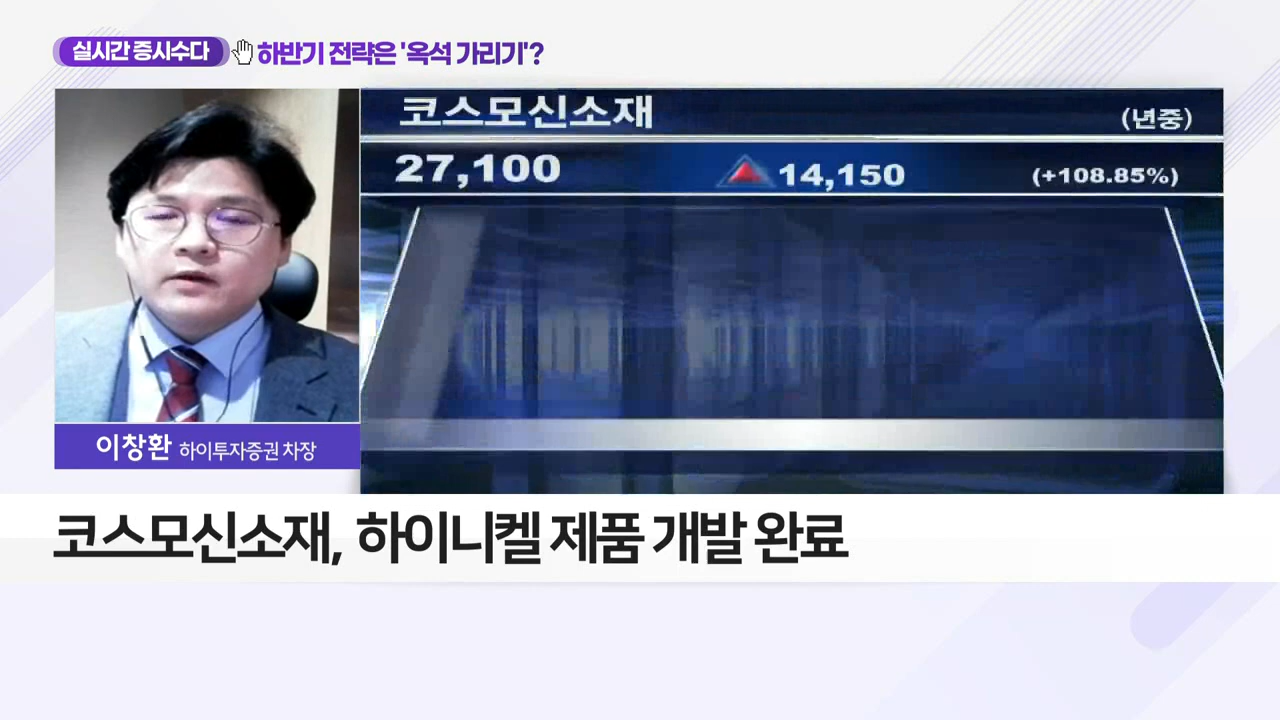 실시간 증시수다 하반기 전략은 '옥석 가리기'?
코스모신소재 (년중)
27,100 14,150 (+108.85%)
이창환 하이투자증권 차장
코스모신소재, 하이니켈 제품 개발 완료